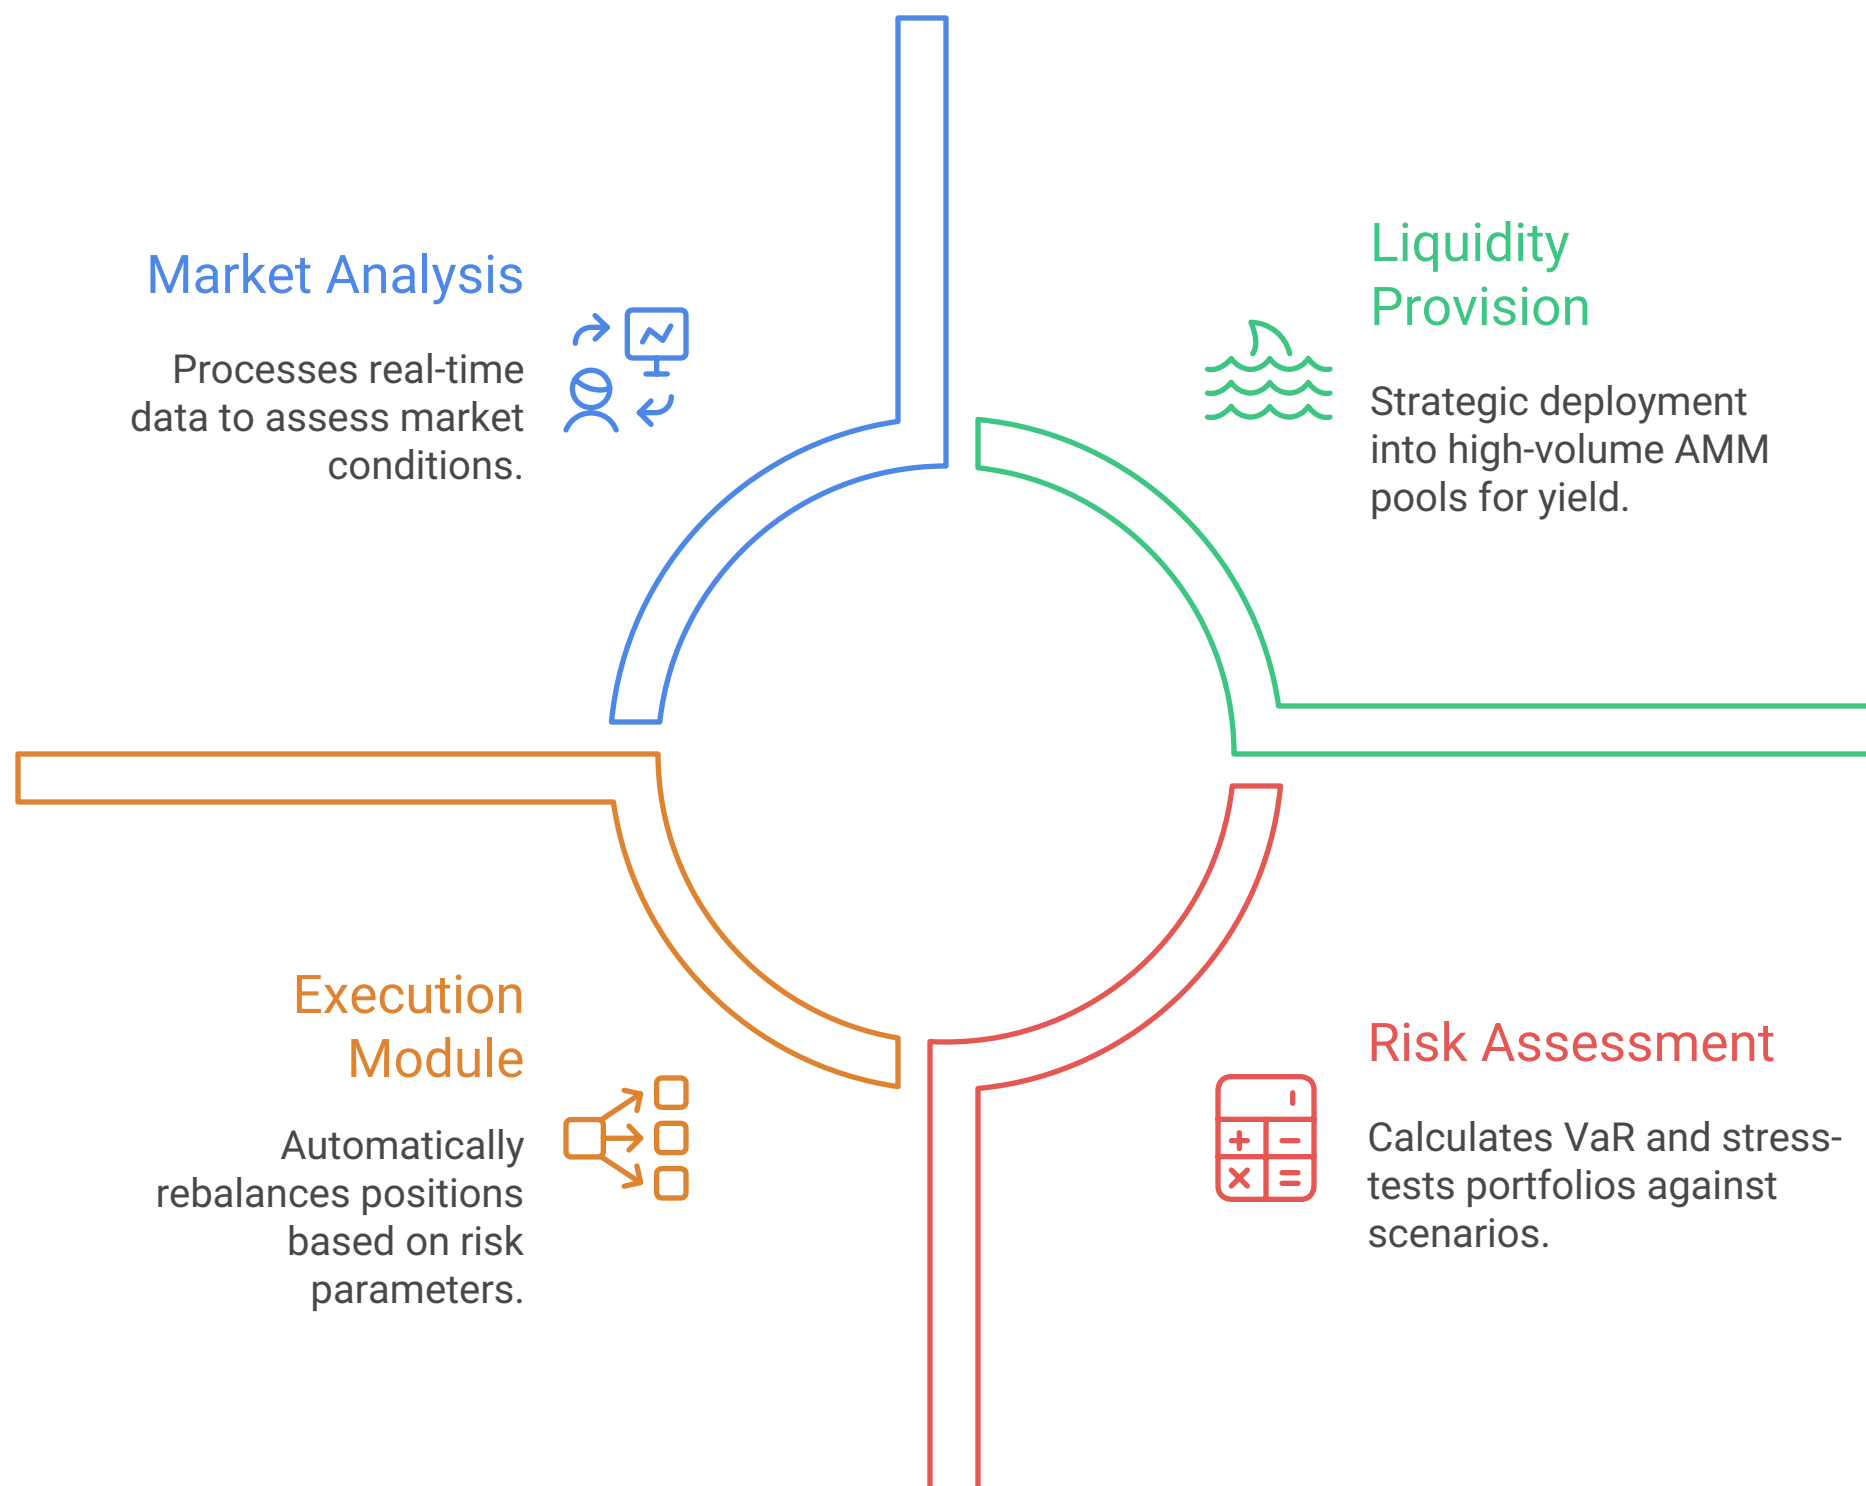 Market Analysis
Processes real-time
data to assess market
conditions.
Liquidity
Provision
Strategic deployment
into high-volume AMM
pools for yield.
Execution
Module
Automatically
rebalances positions
based on risk
parameters.
Risk Assessment
Calculates VaR and stress-
tests portfolios against
scenarios.